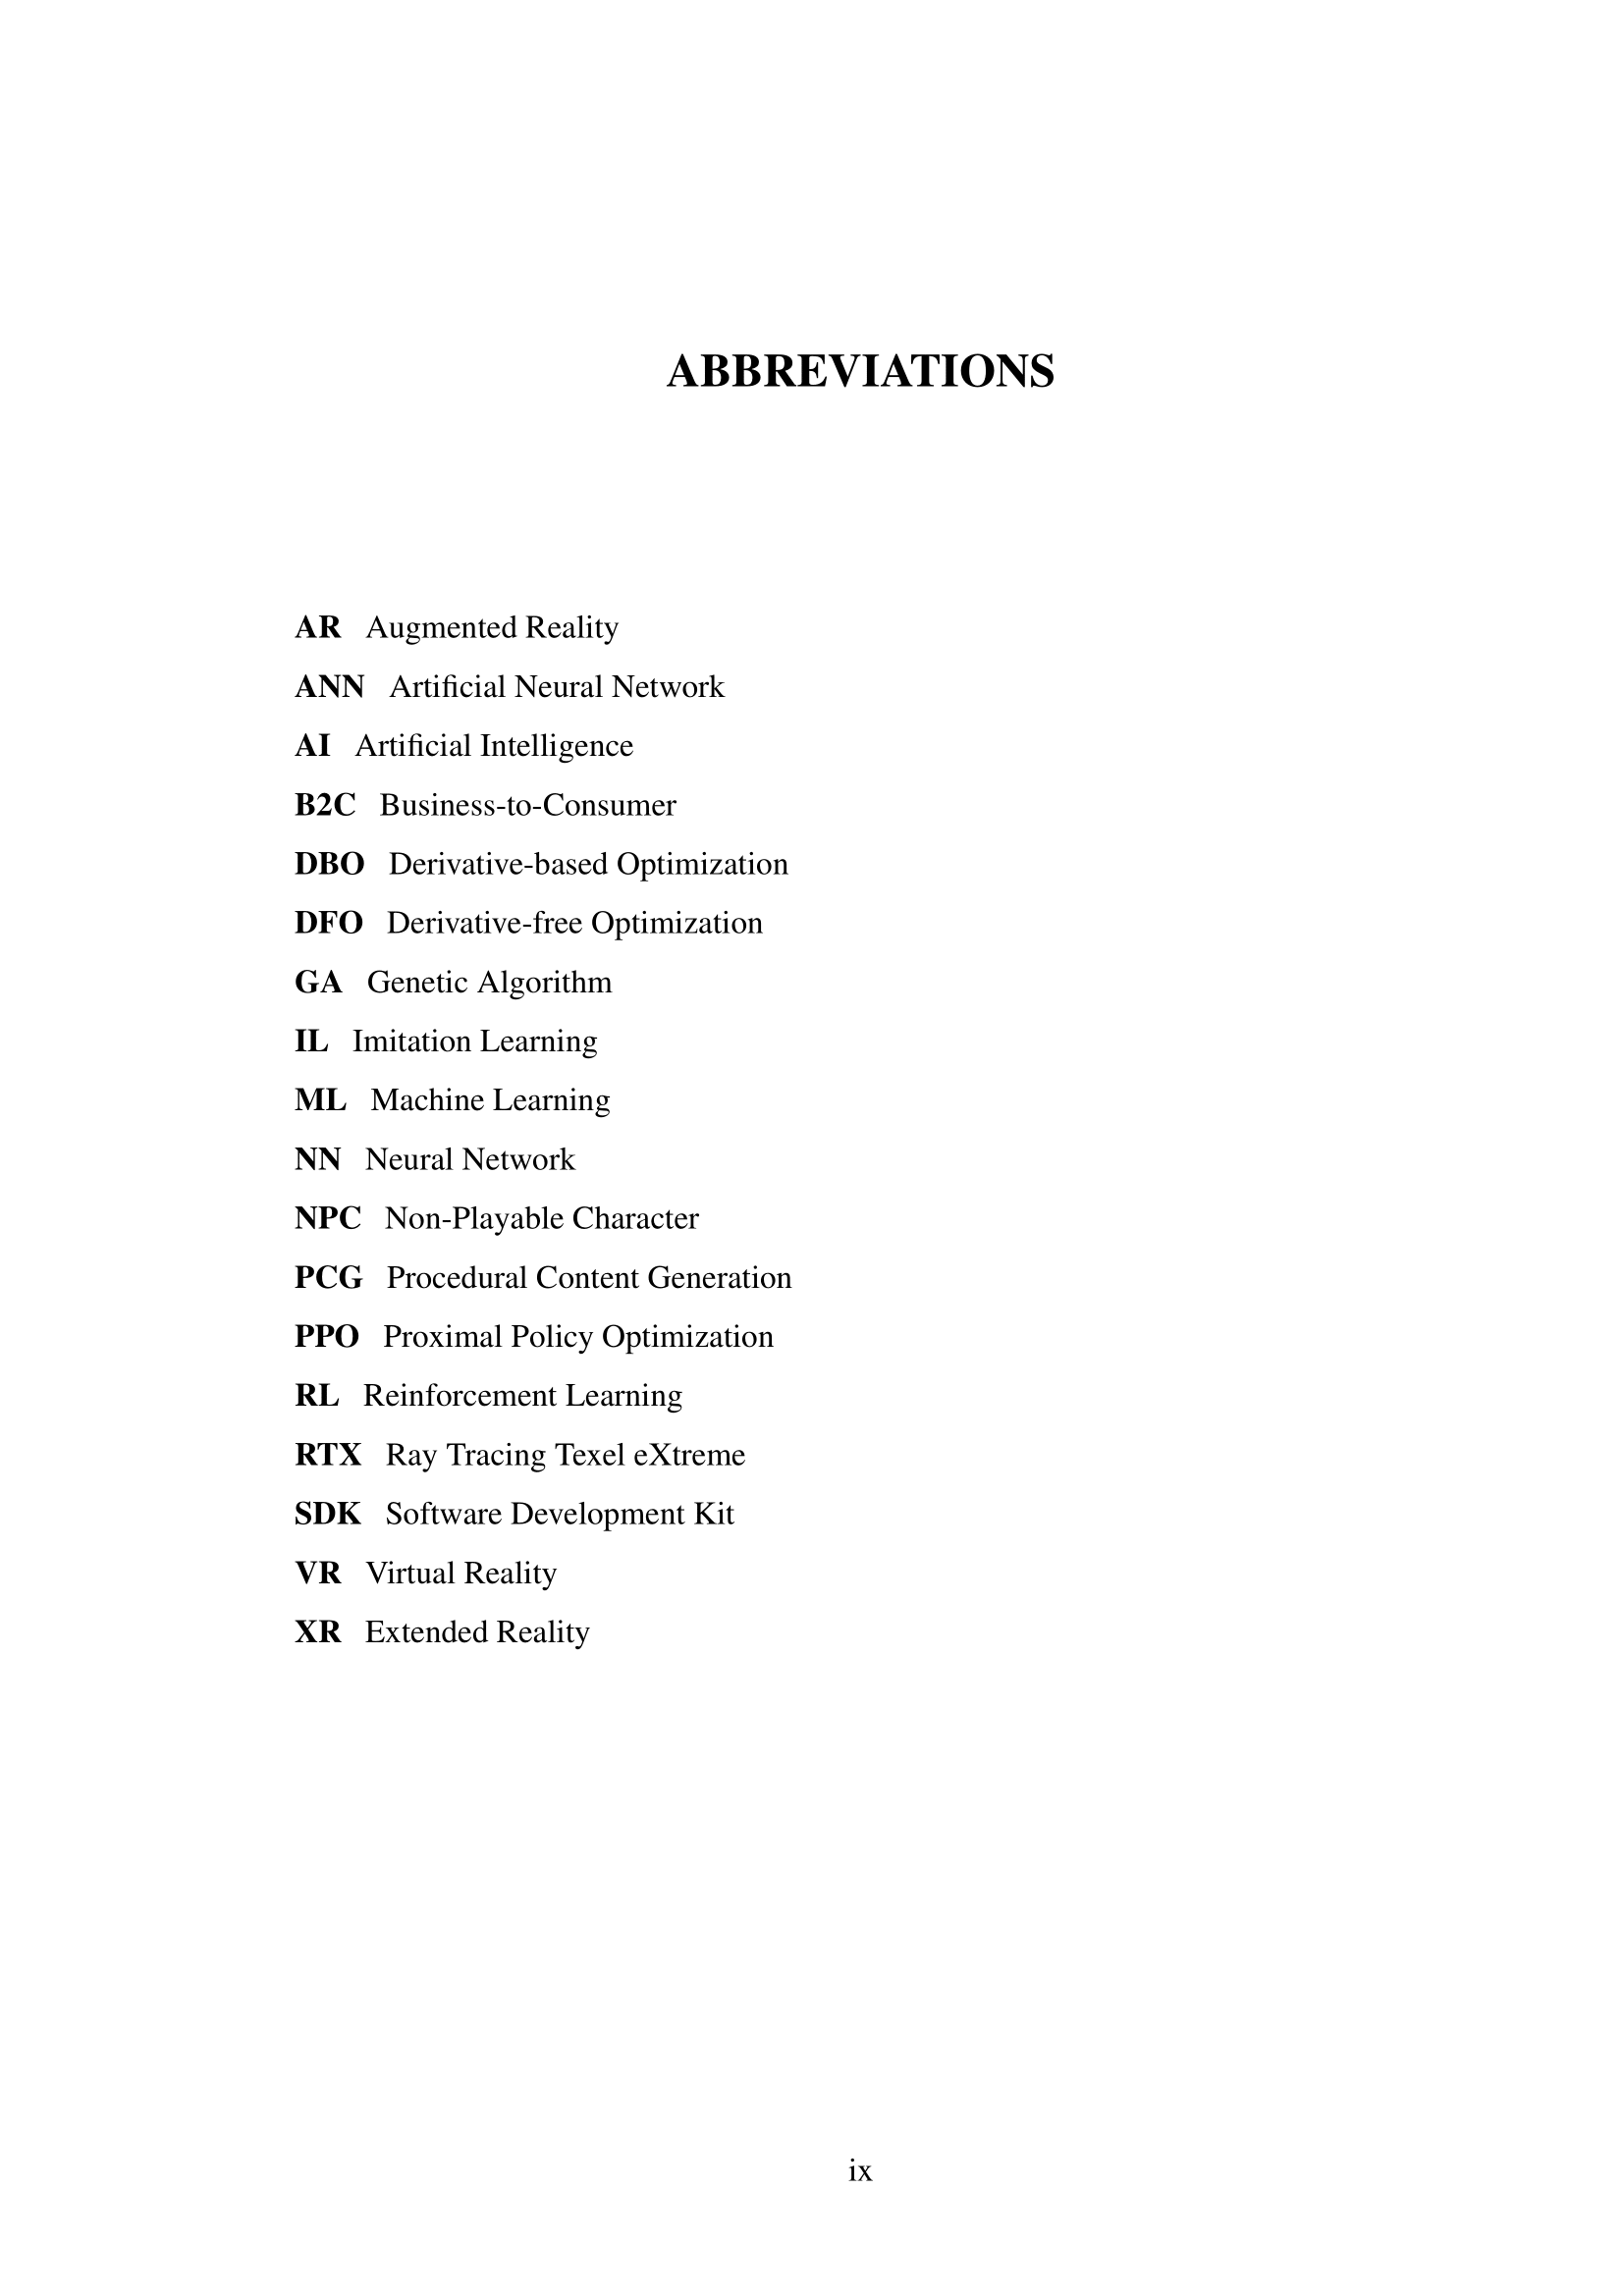 ABBREVIATIONS
AR Augmented Reality
ANN Artificial Neural Network
AI Artificial Intelligence
B2C Business-to-Consumer
DBO Derivative-based Optimization
DFO Derivative-free Optimization
GA Genetic Algorithm
IL Imitation Learning
ML Machine Learning
NN Neural Network
NPC Non-Playable Character
PCG Procedural Content Generation
PPO Proximal Policy Optimization
RL Reinforcement Learning
RTX Ray Tracing Texel eXtreme
SDK Software Development Kit
VR Virtual Reality
XR Extended Reality
ix